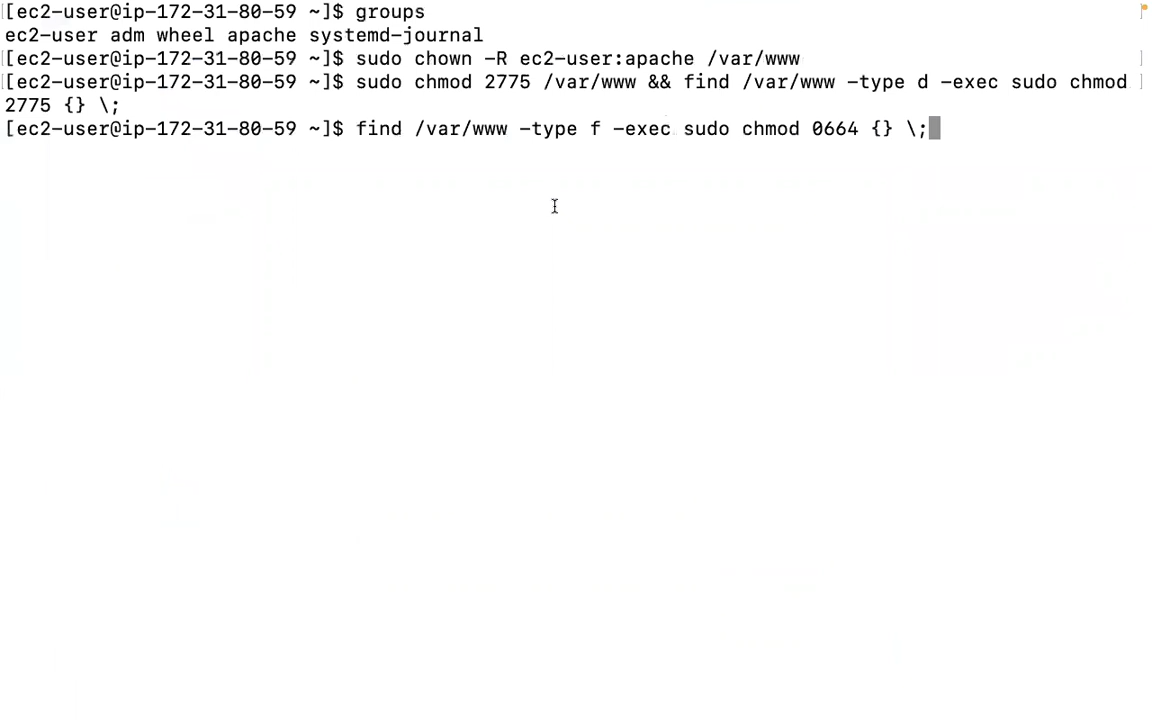 [ec2-user@ip-172-31-80-59 ~]$ groups
ec2-user adm wheel apache systemd-journal
[ec2-user@ip-172-31-80-59 ~]$ sudo chown -R ec2-user:apache /var/www
[ec2-user@ip-172-31-80-59 ~]$ sudo chmod 2775 /var/www && find /var/www -type d -exec sudo chmod
2775 {} \;
[ec2-user@ip-172-31-80-59 ~]$ find /var/www -type f -exec sudo chmod 0664 {} \;